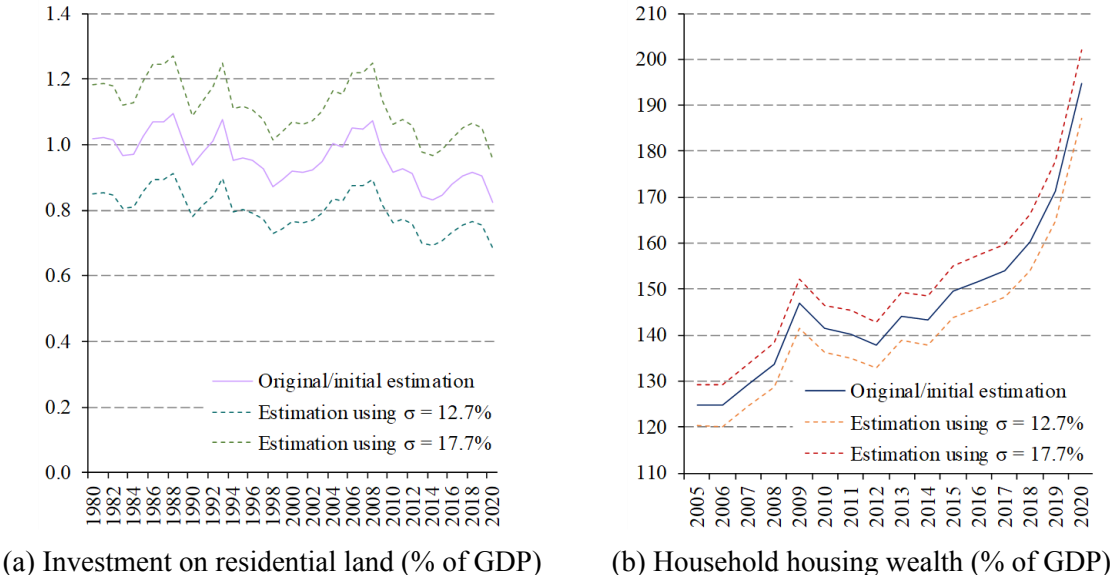 1.4
1.2
1.0
0.8
0.6
0.4
0.2
0.0
Original/initial estimation
Estimation using σ = 12.7%
Estimation using σ = 17.7%
1980 1982 1984 1986 1988 1990 1992 1994 1996 1998 2000 2002 2004 2006 2008 2010 2012 2014 2016 2018 2020
(a) Investment on residential land (% of GDP)
210
200
190
180
170
160
150
140
130
120
110
Original/initial estimation
Estimation using σ = 12.7%
Estimation using σ = 17.7%
2005 2006 2007 2008 2009 2010 2011 2012 2013 2014 2015 2016 2017 2018 2019 2020
(b) Household housing wealth (% of GDP)